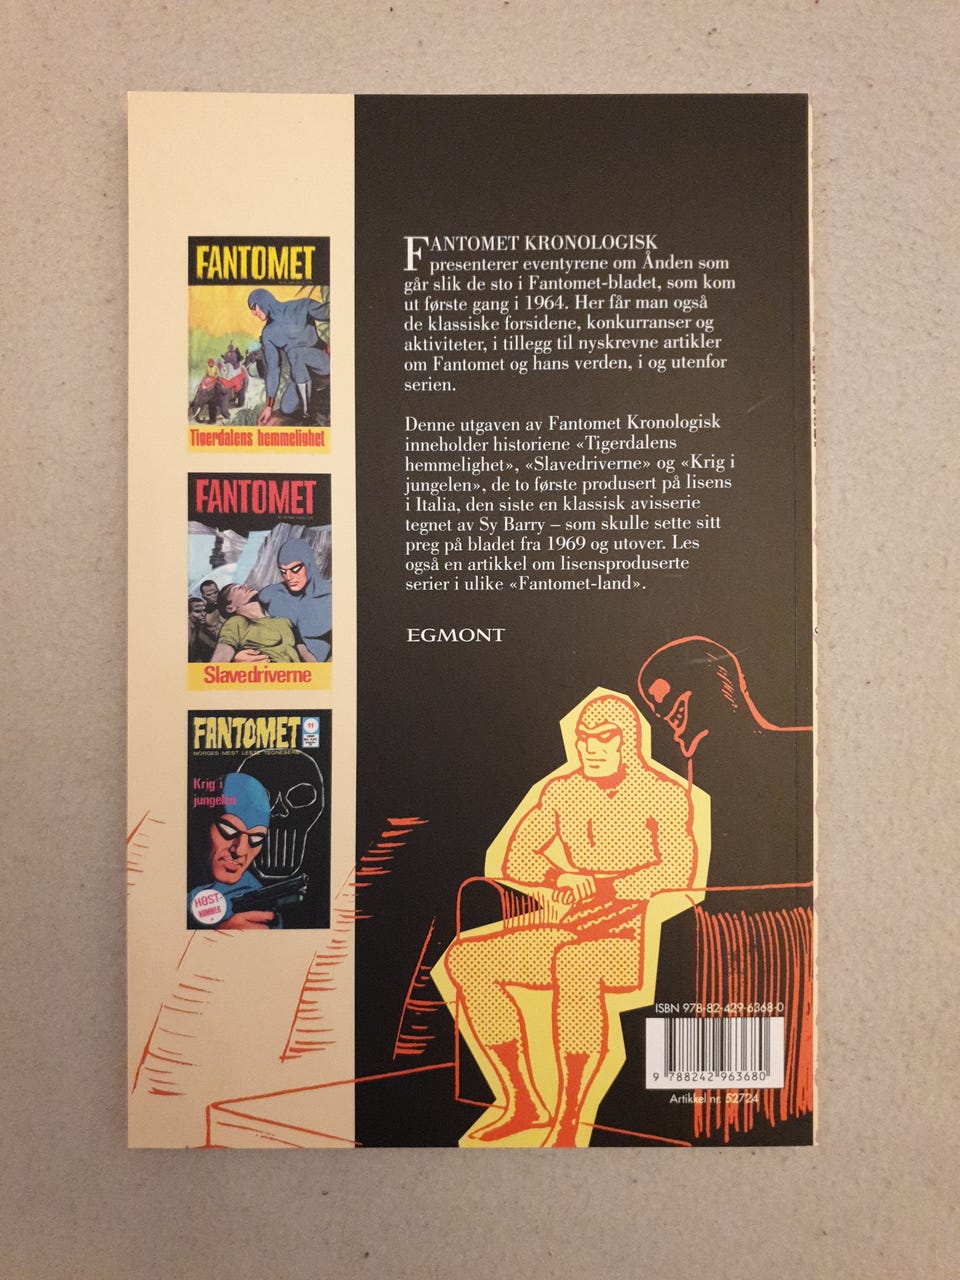 FANTOMET
Tigerdalens hemmelighet
FANTOMET
Slavedriverne
FANTOMET
11
NORGES MEST LESTE TEGNESERIE
Krig i
jungelen
HØST-
NUMMER
FANTOMET KRONOLOGISK
presenterer eventyrene om Ånden som
går slik de sto i Fantomet-bladet, som kom
ut første gang i 1964. Her får man også
de klassiske forsidene, konkurranser og
aktiviteter, i tillegg til nyskrevne artikler
om Fantomet og hans verden, i og utenfor
serien.
Denne utgaven av Fantomet Kronologisk
inneholder historiene «Tigerdalens
hemmelighet», «Slavedriverne» og «Krig i
jungelen», de to første produsert på lisens
i Italia, den siste en klassisk avisserie
tegnet av Sy Barry – som skulle sette sitt
preg på bladet fra 1969 og utover. Les
også en artikkel om lisensproduserte
serier i ulike «Fantomet-land».
EGMONT
ISBN 978-82-429-6368-0
9 788242 963680
Artikkel nr. 52724